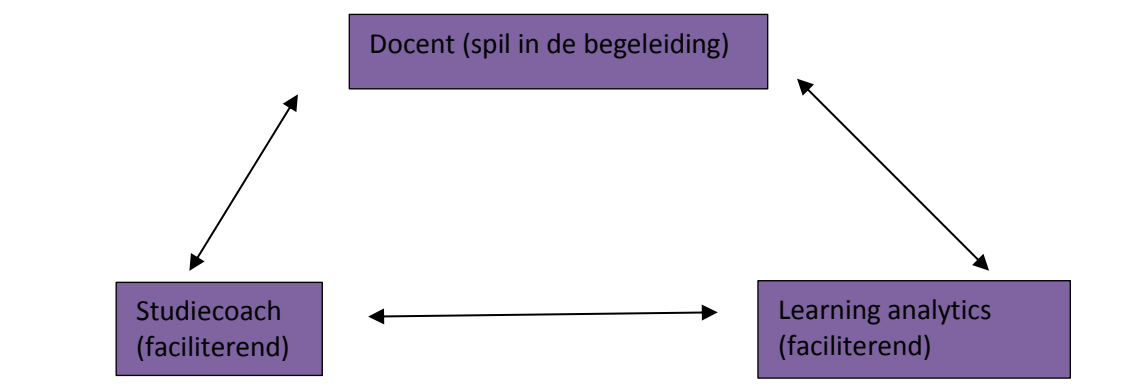 Docent (spil in de begeleiding)
Studiecoach
(faciliterend)
Learning analytics
(faciliterend)